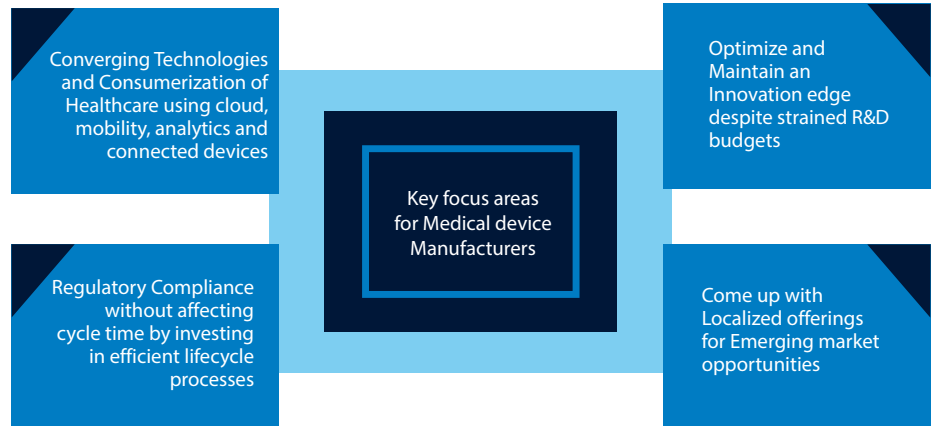 Converging Technologies
and Consumerization of
Healthcare using cloud,
mobility, analytics and
connected devices
Optimize and
Maintain an
Innovation edge
despite strained R&D
budgets
Key focus areas
for Medical device
Manufacturers
Regulatory Compliance
without affecting
cycle time by investing
in efficient lifecycle
processes
Come up with
Localized offerings
for Emerging market
opportunities